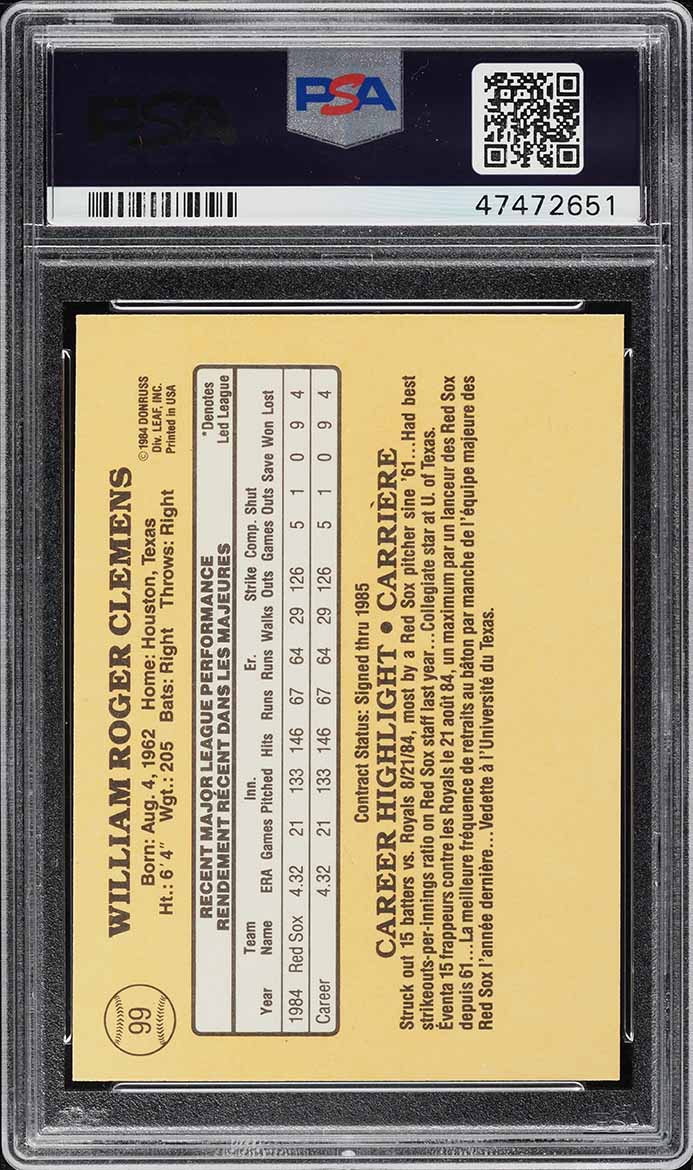 PSA
PSA
47472651
99
WILLIAM ROGER CLEMENS
Born: Aug. 4, 1962 Home: Houston, Texas
Ht.: 6'4" Wgt.: 205 Bats: Right Throws: Right
© 1984 DONRUSS
Div. LEAF, INC.
Printed in USA
RECENT MAJOR LEAGUE PERFORMANCE
RENDEMENT RÉCENT DANS LES MAJEURES
*Denotes
Led League
Team Inn. Er. Strike Comp. Shut
Year Name ERA Games Pitched Hits Runs Runs Walks Outs Games Outs Save Won Lost
1984 Red Sox 4.32 21 133 146 67 64 29 126 5 1 0 9 4
Career 4.32 21 133 146 67 64 29 126 5 1 0 9 4
Contract Status: Signed thru 1985
CAREER HIGHLIGHT • CARRIÈRE
Struck out 15 batters vs. Royals 8/21/84, most by a Red Sox pitcher sine '61...Had best
strikeouts-per-innings ratio on Red Sox staff last year...Collegiate star at U. of Texas.
Éventa 15 frappeurs contre les Royals le 21 août 84, un maximum par un lanceur des Red Sox
depuis 61...La meilleure fréquence de retraits au bâton par manche de l'équipe majeure des
Red Sox l'année dernière...Vedette à l'Université du Texas.